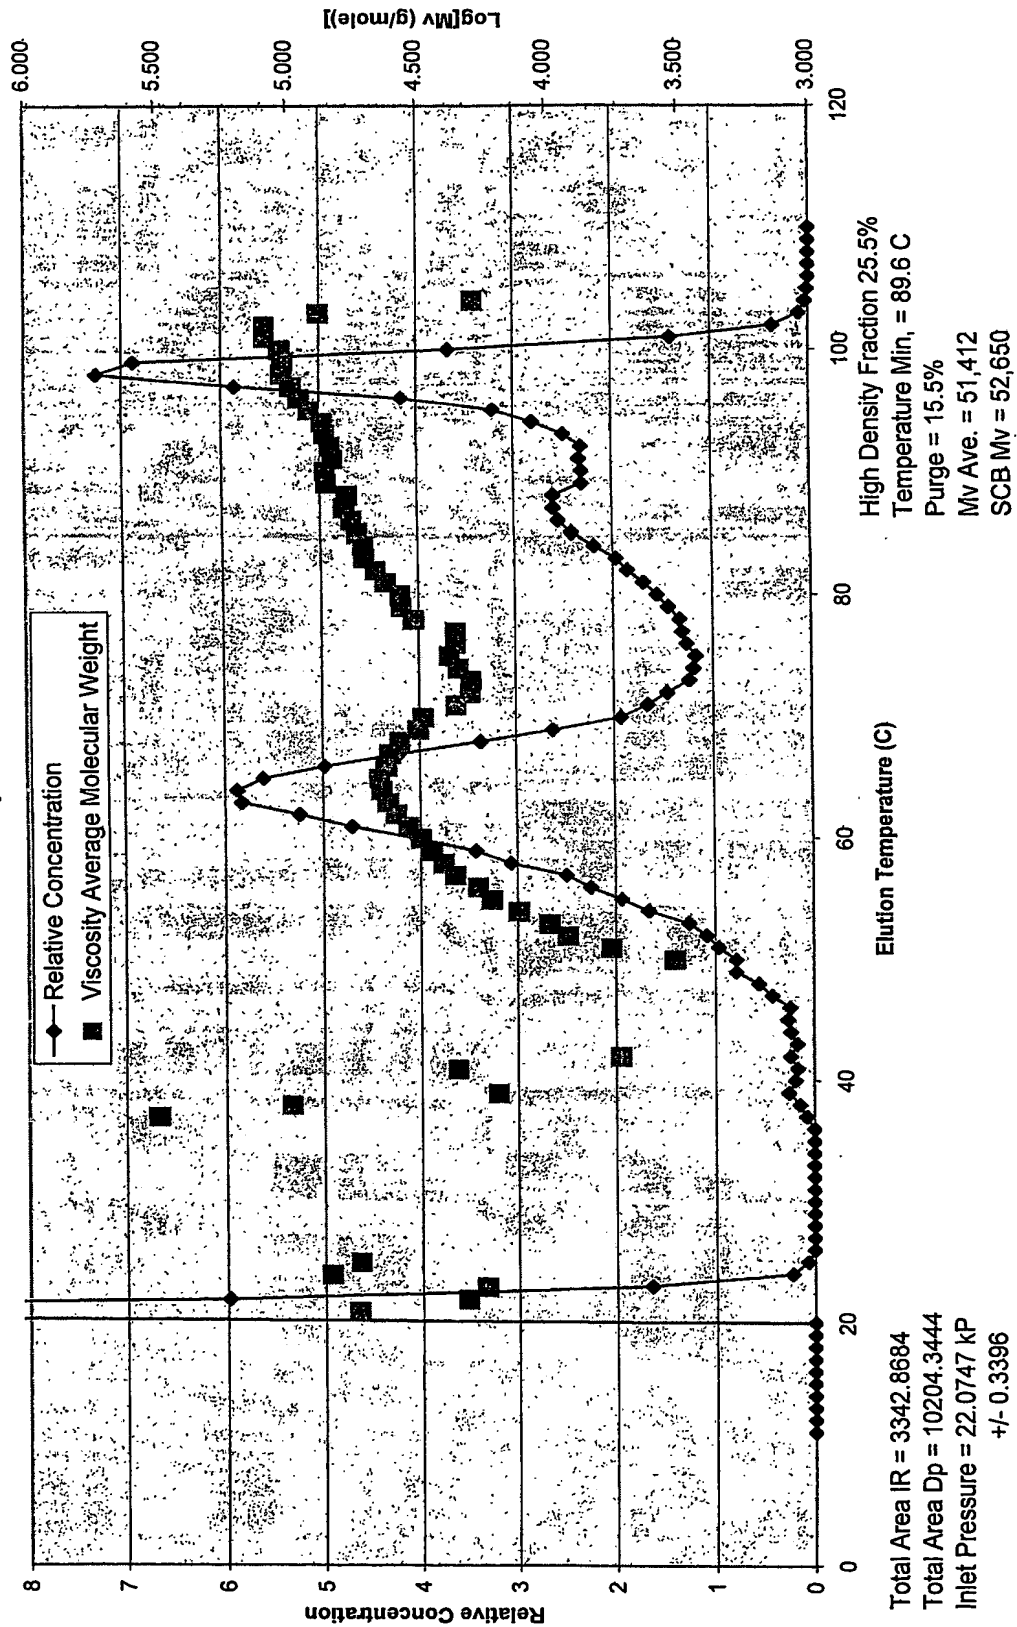 Relative Concentration
Viscosity Average Molecular Weight
Relative Concentration
8
7
6
5
4
3
2
1
0
Log[Mv (g/mole)]
6.000
5.500
5.000
4.500
4.000
3.500
3.000
0
20
40
60
80
100
120
Elution Temperature (C)
Total Area IR = 3342.8684
Total Area Dp = 10204.3444
Inlet Pressure = 22.0747 kP
+/- 0.3396
High Density Fraction 25.5%
Temperature Min, = 89.6 C
Purge = 15.5%
Mv Ave. = 51,412
SCB Mv = 52,650